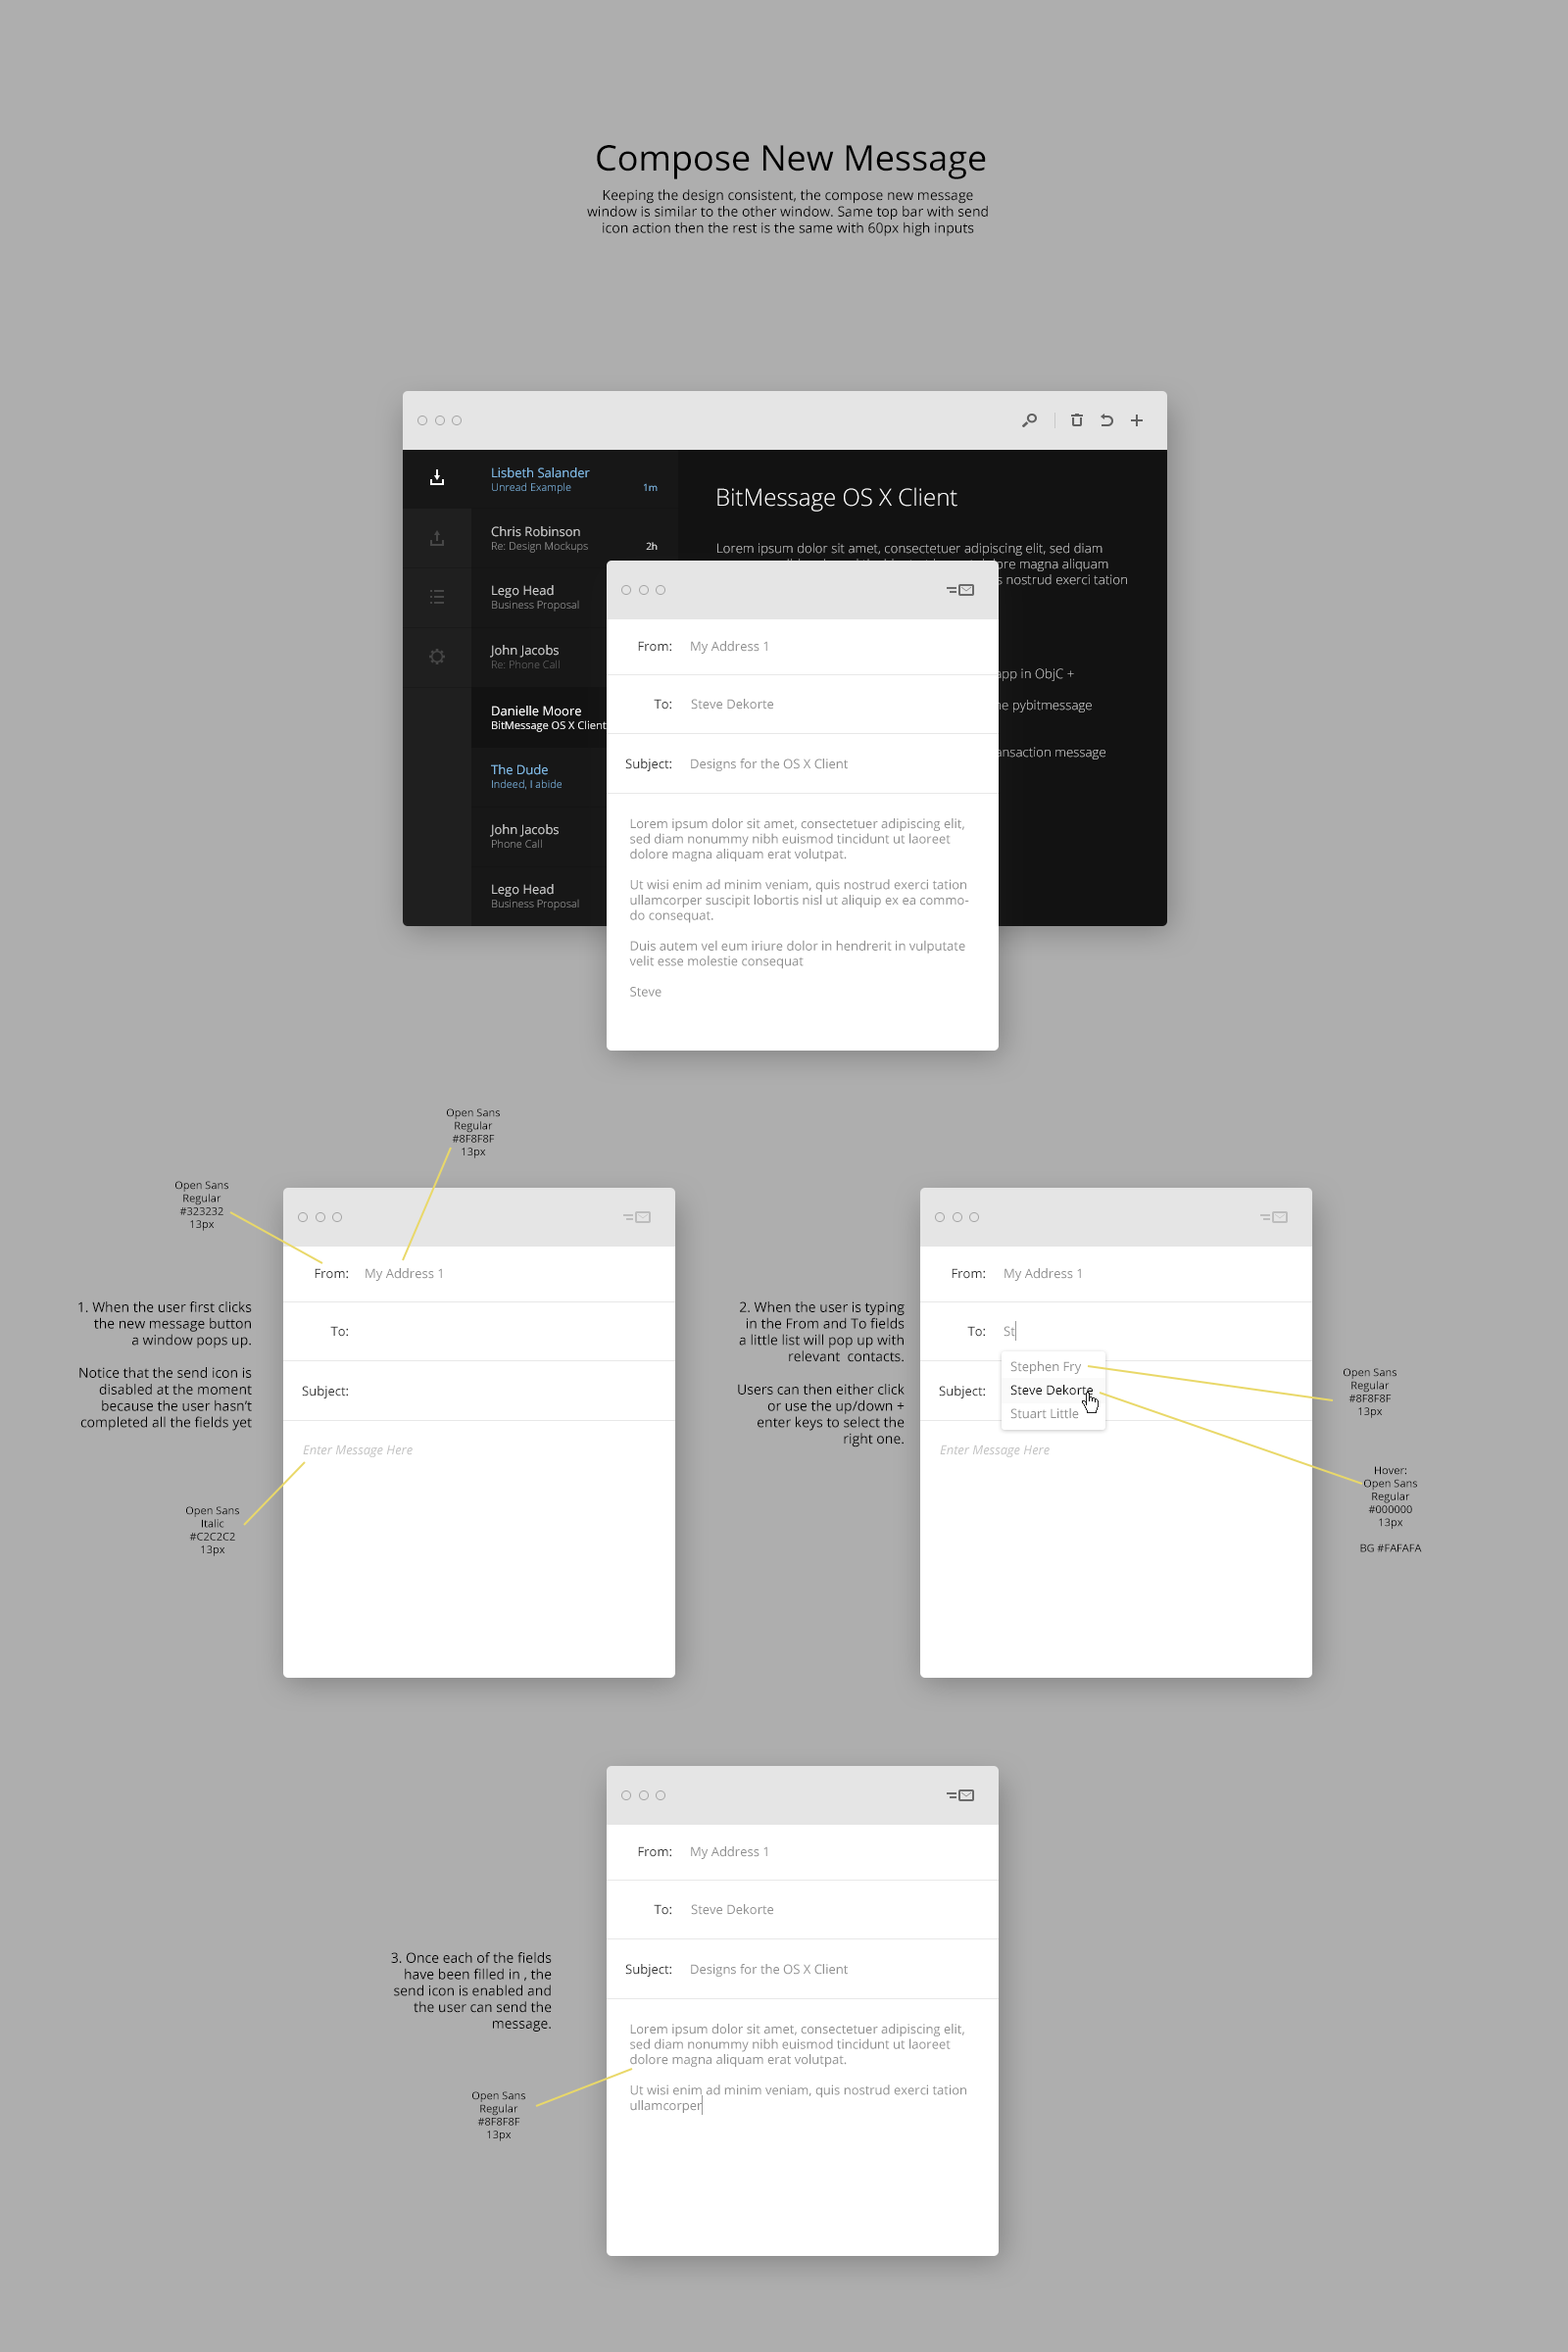 Compose New Message
Keeping the design consistent, the compose new message
window is similar to the other window. Same top bar with send
icon action then the rest is the same with 60px high inputs
Lisbeth Salander
Unread Example
1m
Chris Robinson
Re: Design Mockups
2h
Lego Head
Business Proposal
John Jacobs
Re: Phone Call
Danielle Moore
BitMessage OS X Client
The Dude
Indeed, I abide
John Jacobs
Phone Call
Lego Head
Business Proposal
BitMessage OS X Client
Lorem ipsum dolor sit amet, consectetuer adipiscing elit, sed diam
magna aliquam
nostrud exerci tation
app in ObjC +
pybitmessage
message
From: My Address 1
To: Steve Dekorte
Subject: Designs for the OS X Client
Lorem ipsum dolor sit amet, consectetuer adipiscing elit,
sed diam nonummy nibh euismod tincidunt ut laoreet
dolore magna aliquam erat volutpat.
Ut wisi enim ad minim veniam, quis nostrud exerci tation
ullamcorper suscipit lobortis nisl ut aliquip ex ea commo-
do consequat.
Duis autem vel eum iriure dolor in hendrerit in vulputate
velit esse molestie consequat
Steve
Open Sans
Regular
#8F8F8F
13px
Open Sans
Regular
#323232
13px
1. When the user first clicks
the new message button
a window pops up.
Notice that the send icon is
disabled at the moment
because the user hasn't
completed all the fields yet
Open Sans
Italic
#C2C2C2
13px
From: My Address 1
To:
Subject:
Enter Message Here
2. When the user is typing
in the From and To fields
a little list will pop up with
relevant contacts.
Users can then either click
or use the up/down +
enter keys to select the
right one.
From: My Address 1
To: St
Stephen Fry
Subject: Steve Dekorte
Stuart Little
Enter Message Here
Open Sans
Regular
#8F8F8F
13px
Hover:
Open Sans
Regular
#000000
13px
BG #FAFAFA
3. Once each of the fields
have been filled in , the
send icon is enabled and
the user can send the
message.
Open Sans
Regular
#8F8F8F
13px
From: My Address 1
To: Steve Dekorte
Subject: Designs for the OS X Client
Lorem ipsum dolor sit amet, consectetuer adipiscing elit,
sed diam nonummy nibh euismod tincidunt ut laoreet
dolore magna aliquam erat volutpat.
Ut wisi enim ad minim veniam, quis nostrud exerci tation
ullamcorper